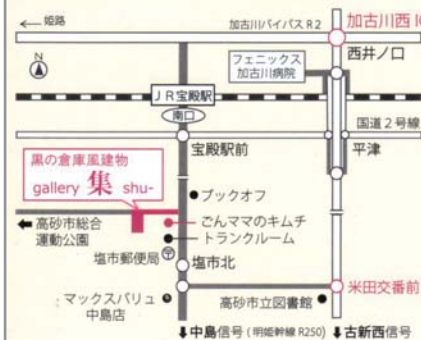 ← 姫路
加古川バイパス R2
加古川西 IC
西井ノ口
N
フェニックス
加古川病院
JR宝殿駅
南口
国道2号線
宝殿駅前
平津
黒の倉庫風建物
gallery 集 shu-
●ブックオフ
← 高砂市総合
運動公園
●ごんママのキムチ
●トランクルーム
塩市郵便局 〒
塩市北
マックスバリュ
中島店
高砂市立図書館
米田交番前
↓中島信号 (明姫幹線 R250)
↓古新西信号